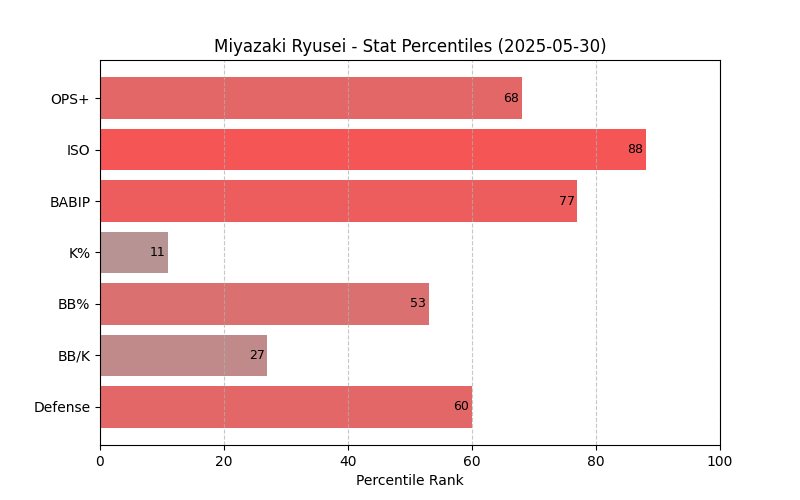 Miyazaki Ryusei - Stat Percentiles (2025-05-30)
OPS+ 68
ISO 88
BABIP 77
K% 11
BB% 53
BB/K 27
Defense 60
0 20 40 60 80 100
Percentile Rank